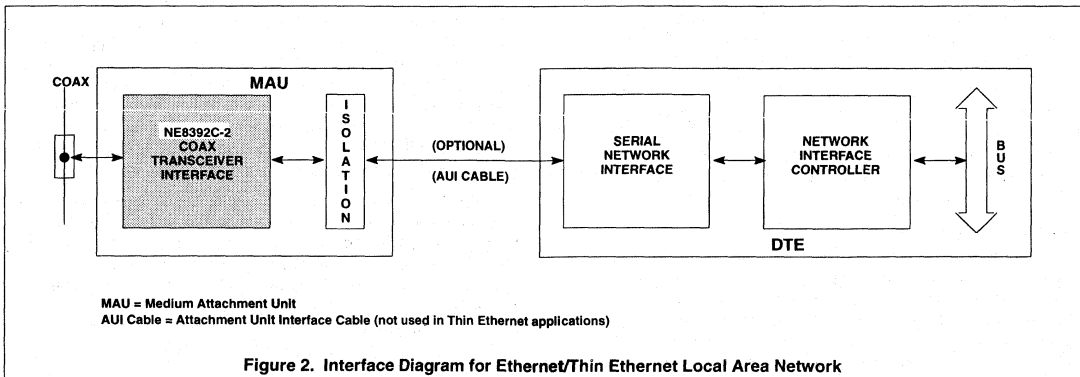 COAX
MAU
NE8392C-2
COAX
TRANSCEIVER
INTERFACE
ISOLATION
(OPTIONAL)
(AUI CABLE)
SERIAL
NETWORK
INTERFACE
NETWORK
INTERFACE
CONTROLLER
BUS
DTE
MAU = Medium Attachment Unit
AUI Cable = Attachment Unit Interface Cable (not used in Thin Ethernet applications)
Figure 2. Interface Diagram for Ethernet/Thin Ethernet Local Area Network